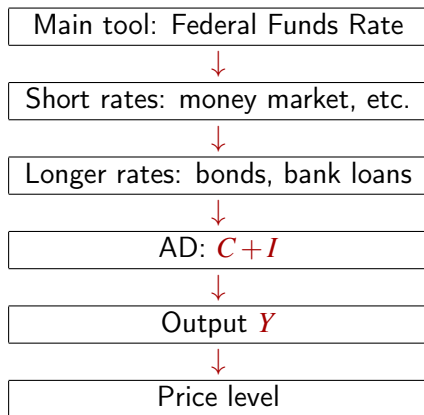 Main tool: Federal Funds Rate
↓
Short rates: money market, etc.
↓
Longer rates: bonds, bank loans
↓
AD: C + I
↓
Output Y
↓
Price level